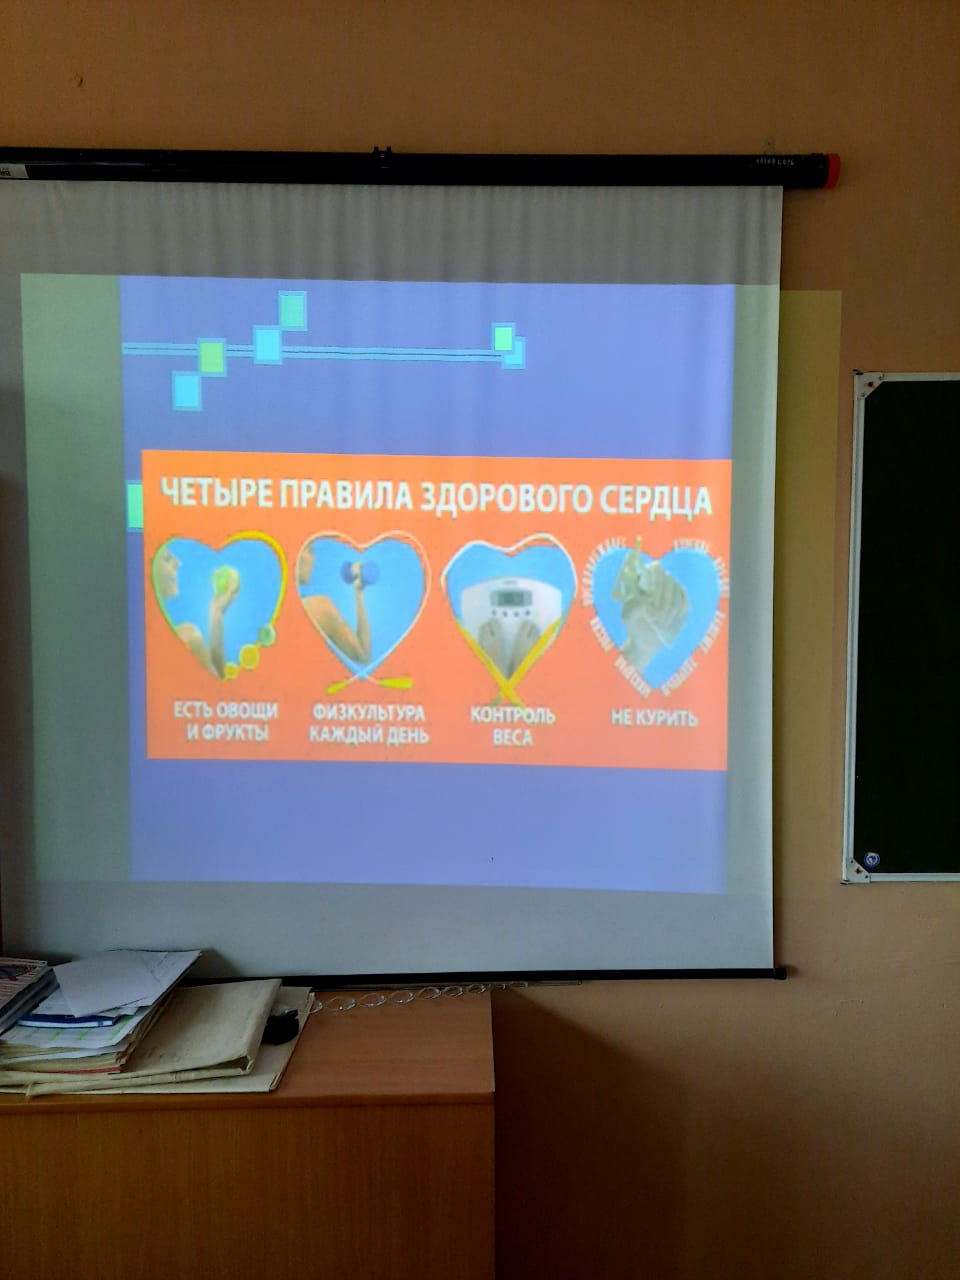 ЧЕТЫРЕ ПРАВИЛА ЗДОРОВОГО СЕРДЦА
ЕСТЬ ОВОЩИ
И ФРУКТЫ
ФИЗКУЛЬТУРА
КАЖДЫЙ ДЕНЬ
КОНТРОЛЬ
ВЕСА
НЕ КУРИТЬ